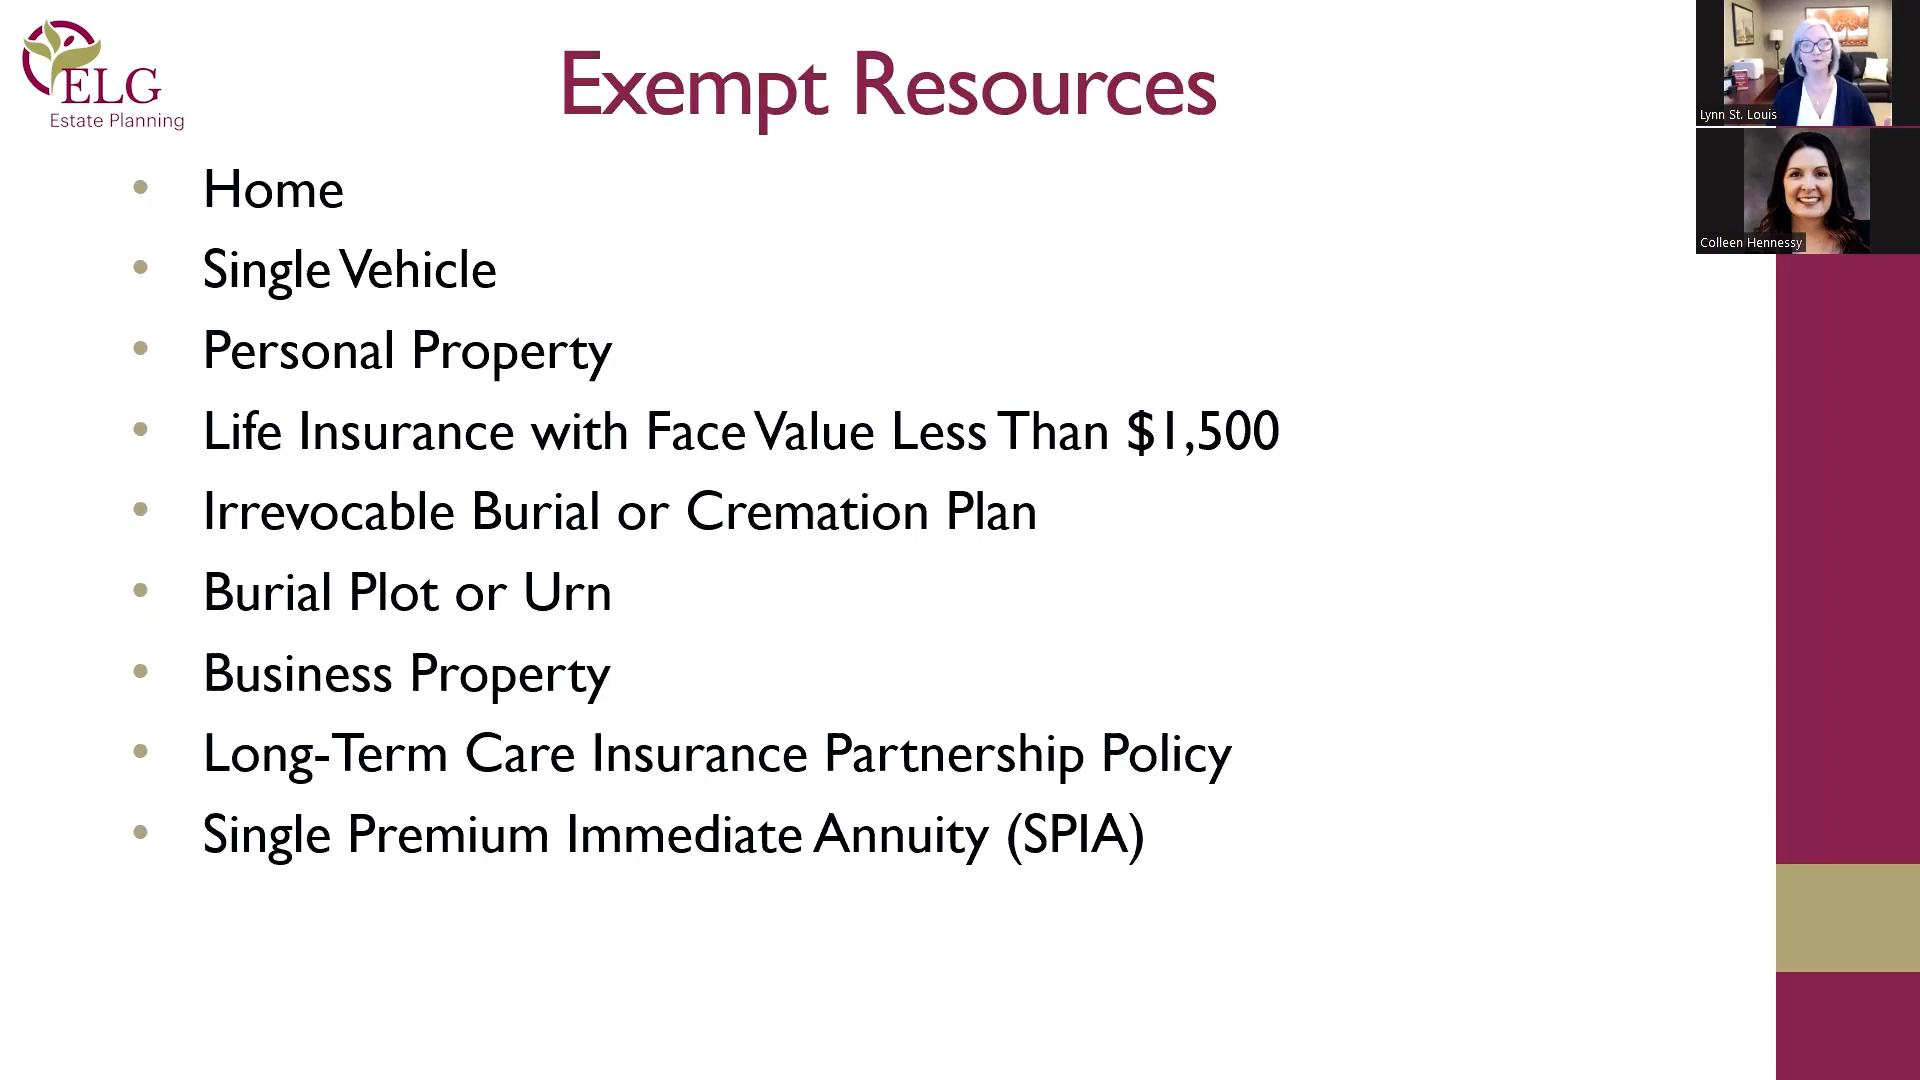 ELG
Estate Planning
Exempt Resources
• Home
• Single Vehicle
• Personal Property
• Life Insurance with Face Value Less Than $1,500
• Irrevocable Burial or Cremation Plan
• Burial Plot or Urn
• Business Property
• Long-Term Care Insurance Partnership Policy
• Single Premium Immediate Annuity (SPIA)
Lynn St. Louis
Colleen Hennessy